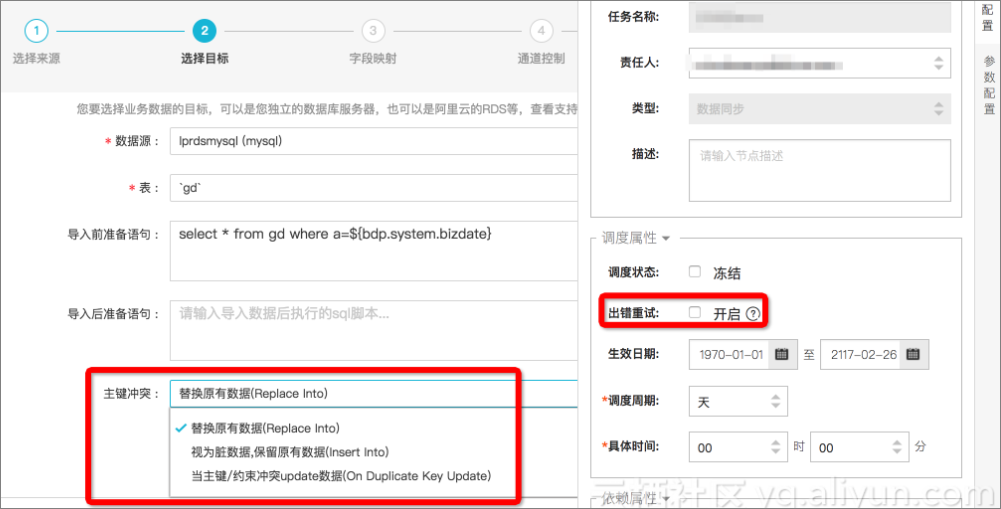 1
2
3
4
选择来源
选择目标
字段映射
通道控制
您要选择业务数据的目标，可以是您独立的数据库服务器，也可以是阿里云的RDS等，查看支持
* 数据源： lprdsmysql (mysql)
* 表： `gd`
导入前准备语句： select * from gd where a=${bdp.system.bizdate}
导入后准备语句： 请输入导入数据后执行的sql脚本...
主键冲突： 替换原有数据(Replace Into)
替换原有数据(Replace Into)
视为脏数据,保留原有数据(Insert Into)
当主键/约束冲突update数据(On Duplicate Key Update)
任务名称:
责任人:
类型: 数据同步
描述: 请输入节点描述
调度属性
调度状态: 冻结
出错重试: 开启 ?
生效日期: 1970-01-01 至 2117-02-26
*调度周期: 天
*具体时间: 00 时 00 分
依赖属性
配置
参数配置
云栖社区 yq.aliyun.com